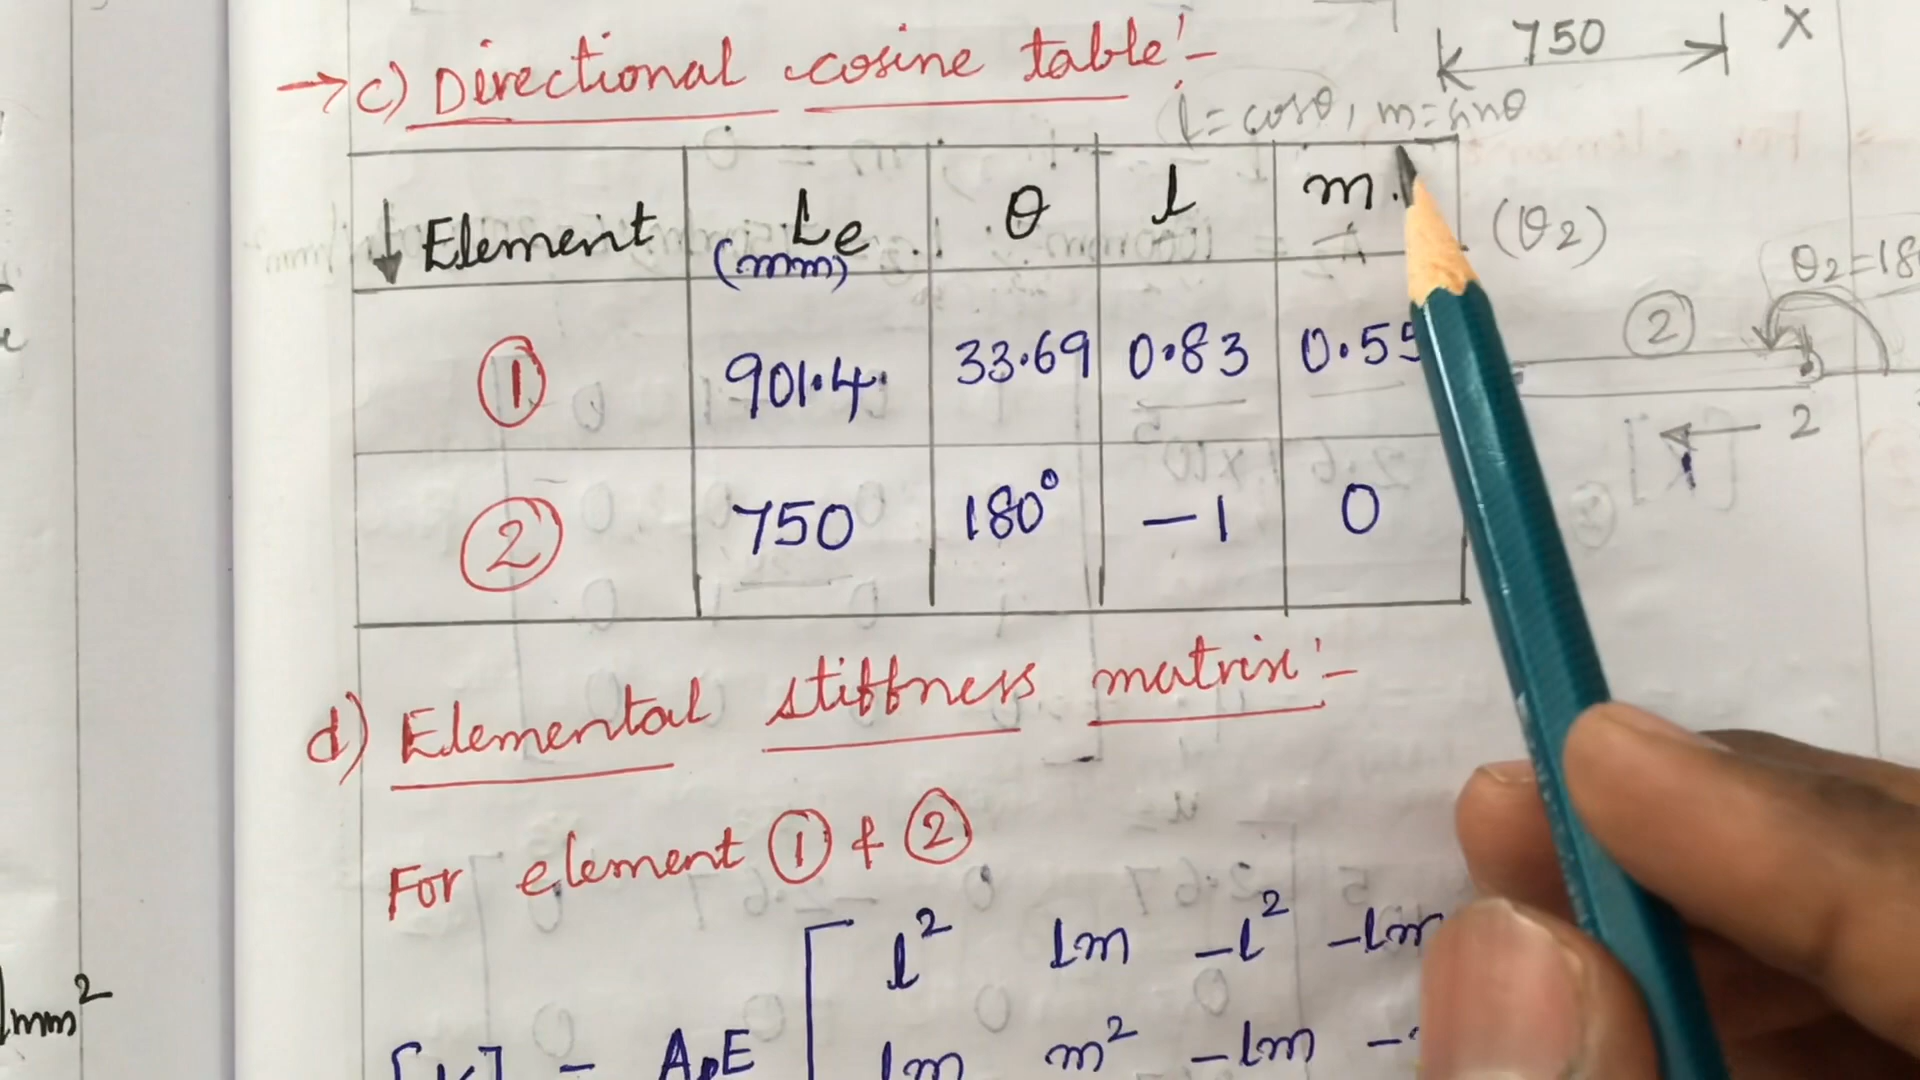 → c) Directional cosine table:-
750
X
l = cosθ, m = sinθ
↓ Element Le (mm) θ l m
(θ2)
θ2=18
① 901.4 33.69 0.83 0.55
②
2
② 750 180° -1 0
d) Elemental stiffness matrix:-
For element ① & ②
l² lm -l² -lm
mm²
[K] = AeE lm m² -lm -